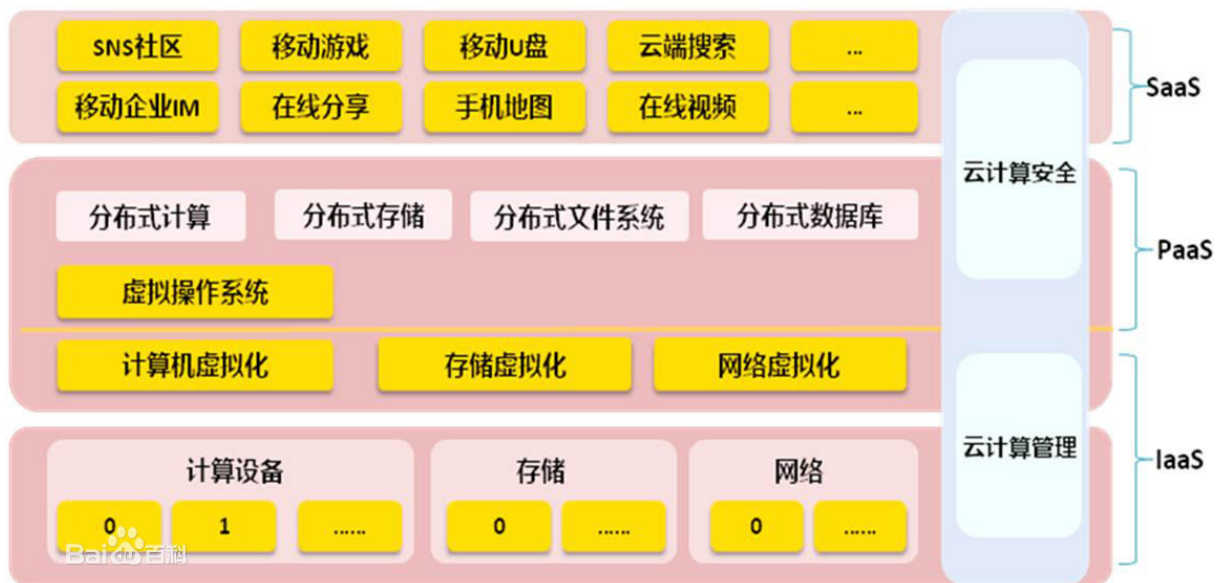 SNS社区 移动游戏 移动U盘 云端搜索 ...
移动企业IM 在线分享 手机地图 在线视频 ...
SaaS
云计算安全
分布式计算 分布式存储 分布式文件系统 分布式数据库
PaaS
虚拟操作系统
计算机虚拟化 存储虚拟化 网络虚拟化
云计算管理
IaaS
计算设备 存储 网络
0 1 ...... 0 ...... 0 ......
Bai du 百科